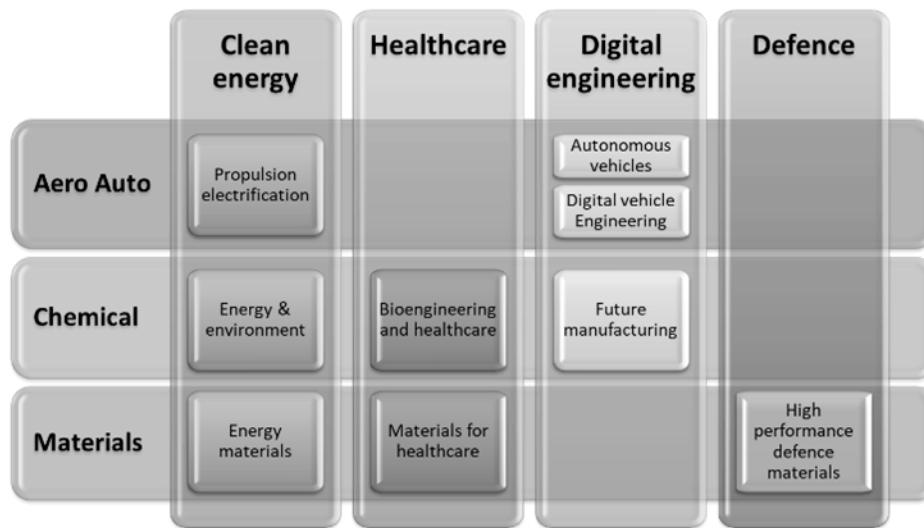 Clean
energy
Healthcare
Digital
engineering
Defence
Aero Auto
Propulsion
electrification
Autonomous
vehicles
Digital vehicle
Engineering
Chemical
Energy &
environment
Bioengineering
and healthcare
Future
manufacturing
Materials
Energy
materials
Materials for
healthcare
High
performance
defence
materials